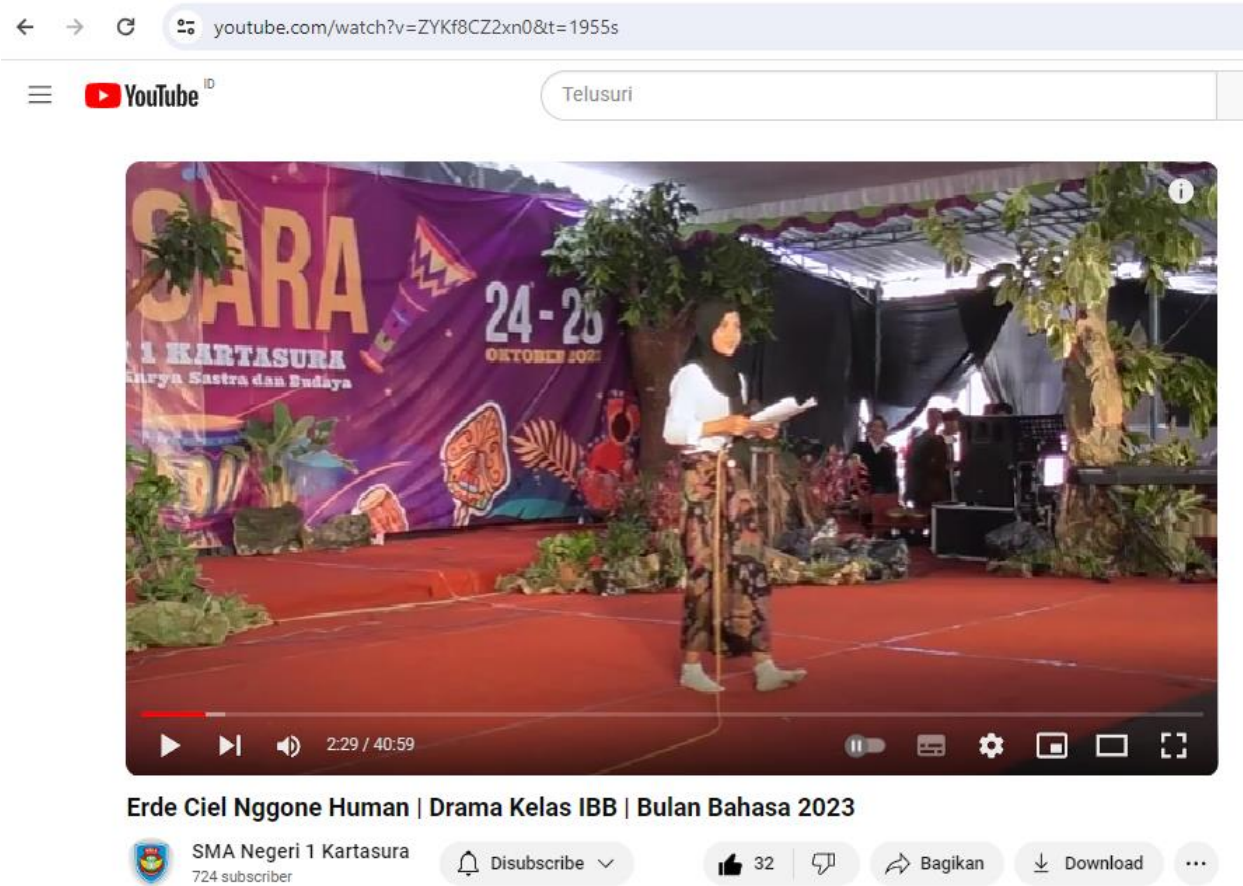 youtube.com/watch?v=ZYKf8CZ2xn0&t=1955s
YouTube ID
Telusuri
SARA
1 KARTASURA
Karya Sastra dan Budaya
24 - 28
OKTOBER 2023
2:29 / 40:59
Erde Ciel Nggone Human | Drama Kelas IBB | Bulan Bahasa 2023
SMA Negeri 1 Kartasura
724 subscriber
Disubscribe
32
Bagikan
Download